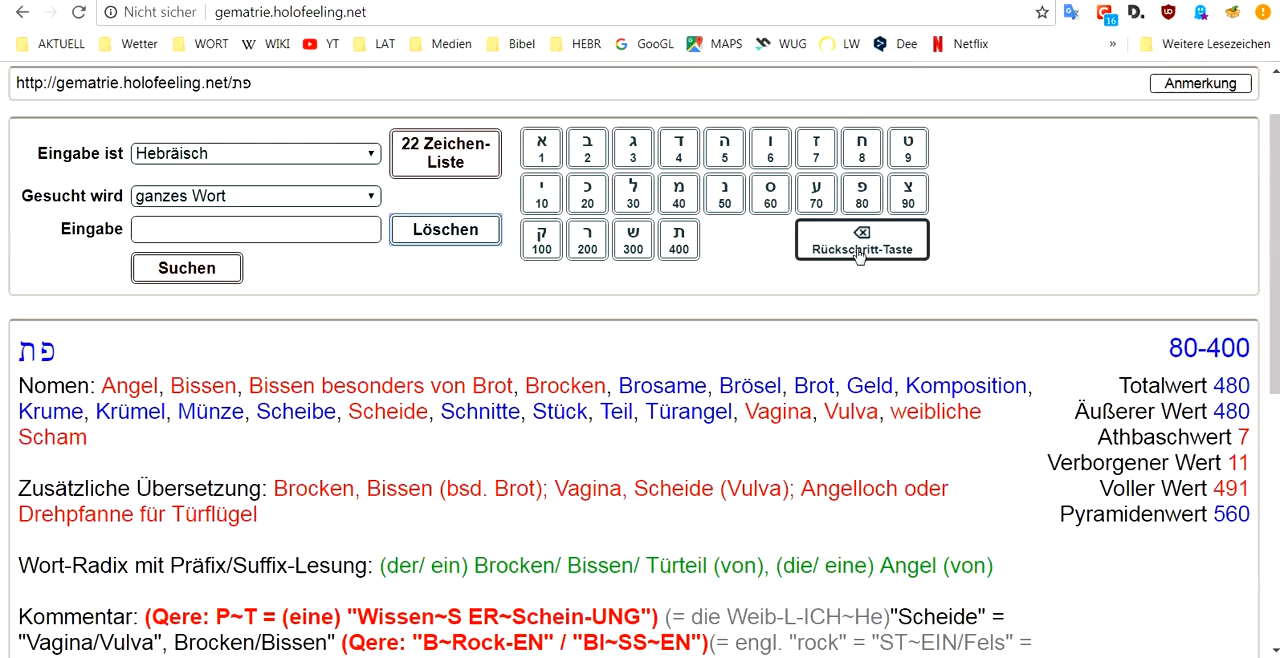 Nicht sicher gematrie.holofeeling.net 16
AKTUELL Wetter WORT WIKI YT LAT Medien Bibel HEBR GooGL MAPS WUG LW Dee Netflix » Weitere Lesezeichen
http://gematrie.holofeeling.net/פת Anmerkung
Eingabe ist Hebräisch 22 Zeichen-
Liste
Gesucht wird ganzes Wort
Eingabe Löschen
Suchen
א ב ג ד ה ו ז ח ט
1 2 3 4 5 6 7 8 9
י כ ל מ נ ס ע פ צ
10 20 30 40 50 60 70 80 90
ק ר ש ת
100 200 300 400 Rückschritt-Taste
פת 80-400
Nomen: Angel, Bissen, Bissen besonders von Brot, Brocken, Brosame, Brösel, Brot, Geld, Komposition,
Krume, Krümel, Münze, Scheibe, Scheide, Schnitte, Stück, Teil, Türangel, Vagina, Vulva, weibliche
Scham
Totalwert 480
Äußerer Wert 480
Athbaschwert 7
Verborgener Wert 11
Voller Wert 491
Pyramidenwert 560
Zusätzliche Übersetzung: Brocken, Bissen (bsd. Brot); Vagina, Scheide (Vulva); Angelloch oder
Drehpfanne für Türflügel
Wort-Radix mit Präfix/Suffix-Lesung: (der/ ein) Brocken/ Bissen/ Türteil (von), (die/ eine) Angel (von)
Kommentar: (Qere: P~T = (eine) "Wissen~S ER~Schein-UNG") (= die Weib-L-ICH~He)"Scheide" =
"Vagina/Vulva", Brocken/Bissen" (Qere: "B~Rock-EN" / "BI~SS~EN")(= engl. "rock" = "ST~EIN/Fels" =